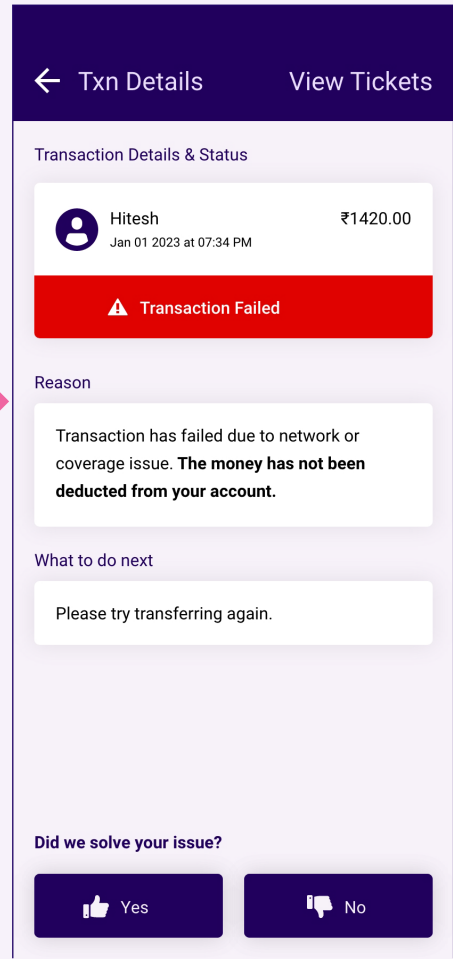 Txn Details View Tickets
Transaction Details & Status
Hitesh ₹1420.00
Jan 01 2023 at 07:34 PM
Transaction Failed
Reason
Transaction has failed due to network or
coverage issue. The money has not been
deducted from your account.
What to do next
Please try transferring again.
Did we solve your issue?
Yes No